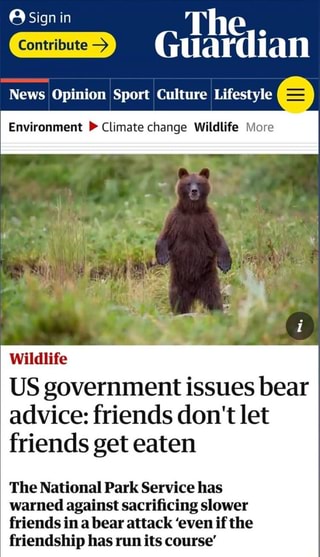 Sign in
The
Contribute →
Guardian
News Opinion Sport Culture Lifestyle
Environment ▶ Climate change Wildlife More
i
Wildlife
US government issues bear
advice: friends don't let
friends get eaten
The National Park Service has
warned against sacrificing slower
friends in a bear attack ‘even if the
friendship has run its course’